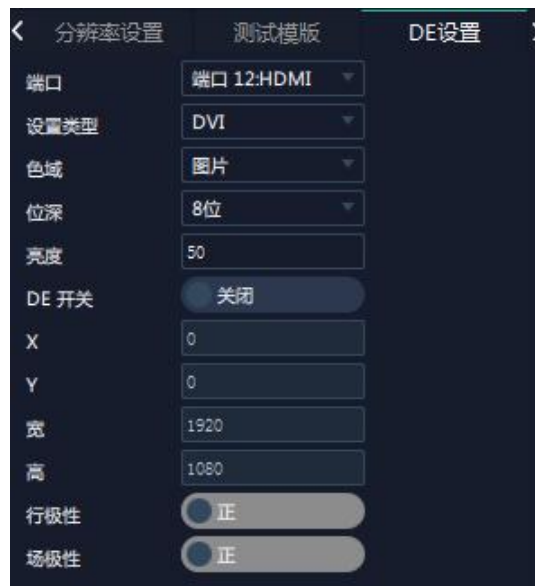 分辨率设置 测试模版 DE设置
端口 端口 12:HDMI
设置类型 DVI
色域 图片
位深 8位
亮度 50
DE 开关 关闭
X 0
Y 0
宽 1920
高 1080
行极性 正
场极性 正